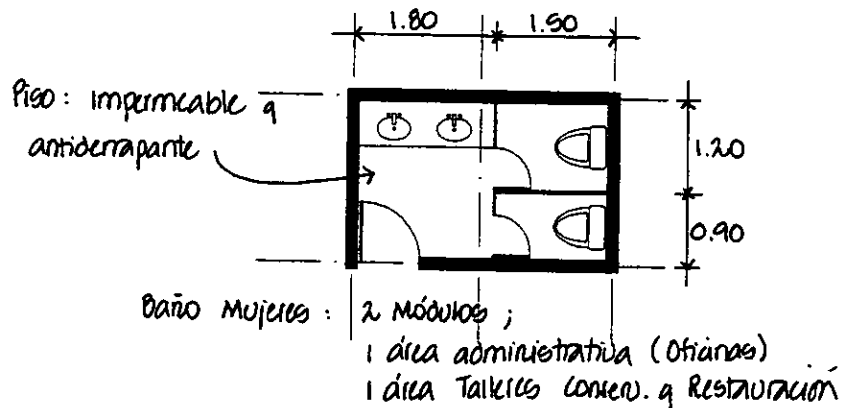 1.80 1.50
Piso: Impermeable y
antiderrapante
1.20
0.90
Baño Mujeres: 2 Módulos;
1 área administrativa (Oficinas)
1 área Talleres conserv. y Restauración